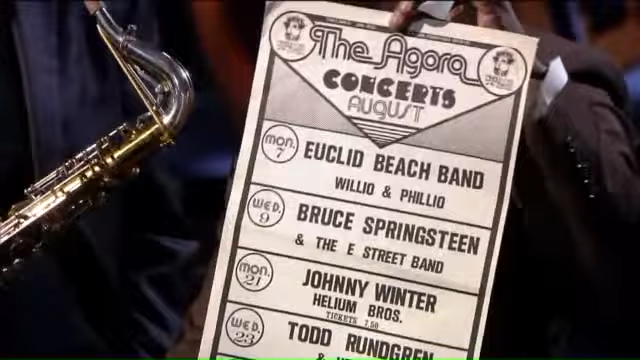 The Agora
CONCERTS
AUGUST
MON. 7
EUCLID BEACH BAND
WILLIO & PHILLIO
WED. 9
BRUCE SPRINGSTEEN
& THE E STREET BAND
MON. 21
JOHNNY WINTER
HELIUM BROS.
TICKETS 7.50
WED. 23
TODD RUNDGREN
&